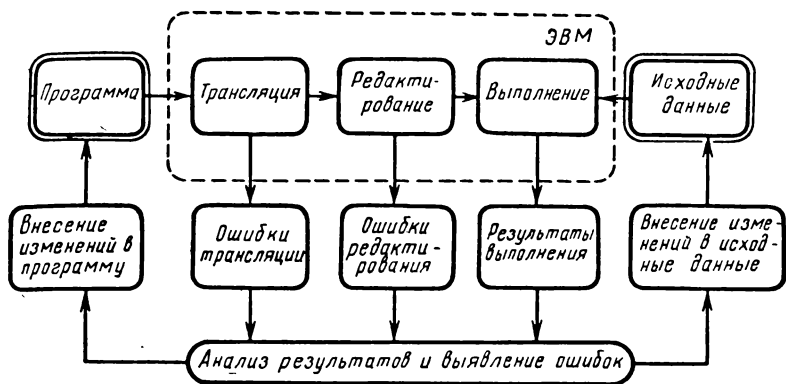 ЭВМ
Программа
Трансляция
Редакти-
рование
Выполнение
Исходные
данные
Внесение
изменений в
программу
Ошибки
трансляции
Ошибки
редакти-
рования
Результаты
выполнения
Внесение изме-
нений в исход-
ные данные
Анализ результатов и выявление ошибок